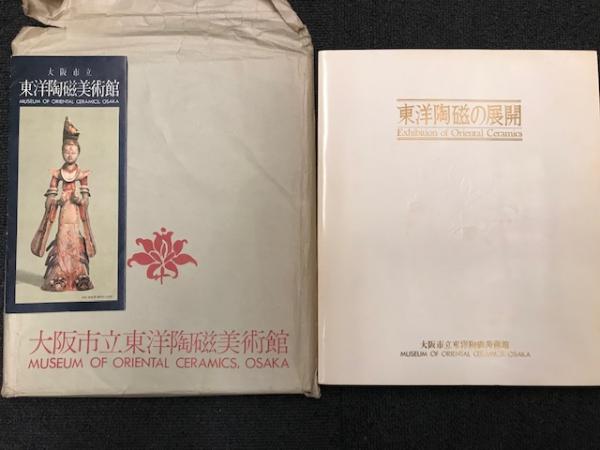 大阪市立
東洋陶磁美術館
MUSEUM OF ORIENTAL CERAMICS, OSAKA
大阪市立東洋陶磁美術館
MUSEUM OF ORIENTAL CERAMICS, OSAKA
東洋陶磁の展開
Exhibition of Oriental Ceramics
大阪市立東洋陶磁美術館
MUSEUM OF ORIENTAL CERAMICS, OSAKA